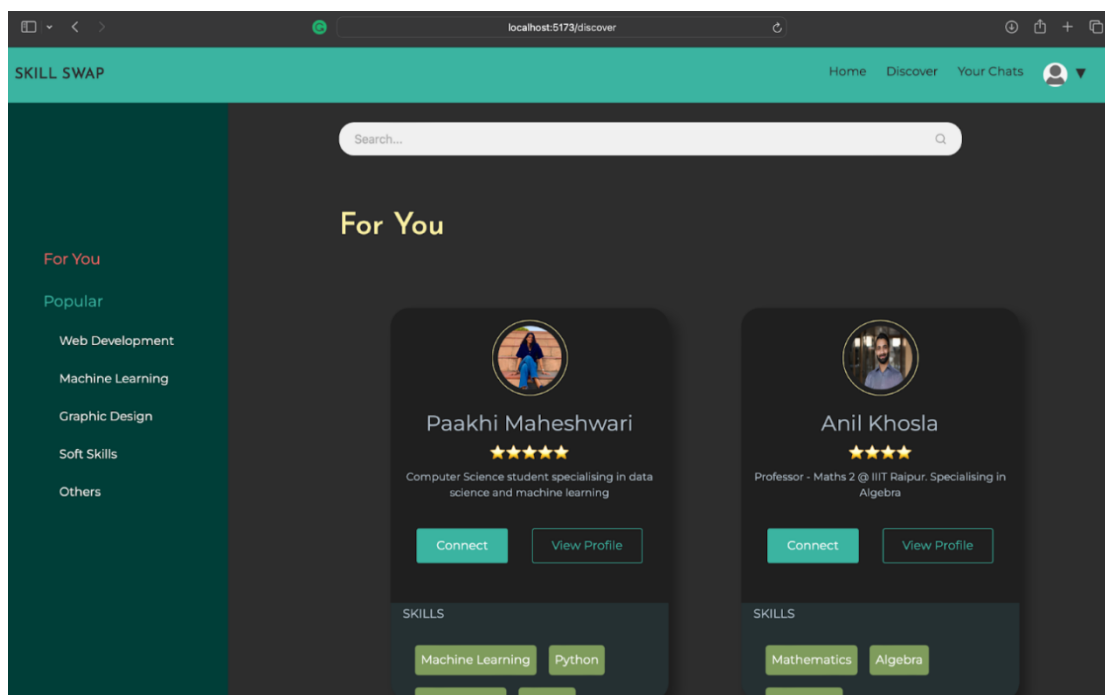 localhost:5173/discover
SKILL SWAP
Home Discover Your Chats
Search...
For You
For You
Popular
Web Development
Machine Learning
Graphic Design
Soft Skills
Others
Paakhi Maheshwari
Computer Science student specialising in data
science and machine learning
Connect View Profile
SKILLS
Machine Learning Python
Anil Khosla
Professor - Maths 2 @ IIIT Raipur. Specialising in
Algebra
Connect View Profile
SKILLS
Mathematics Algebra